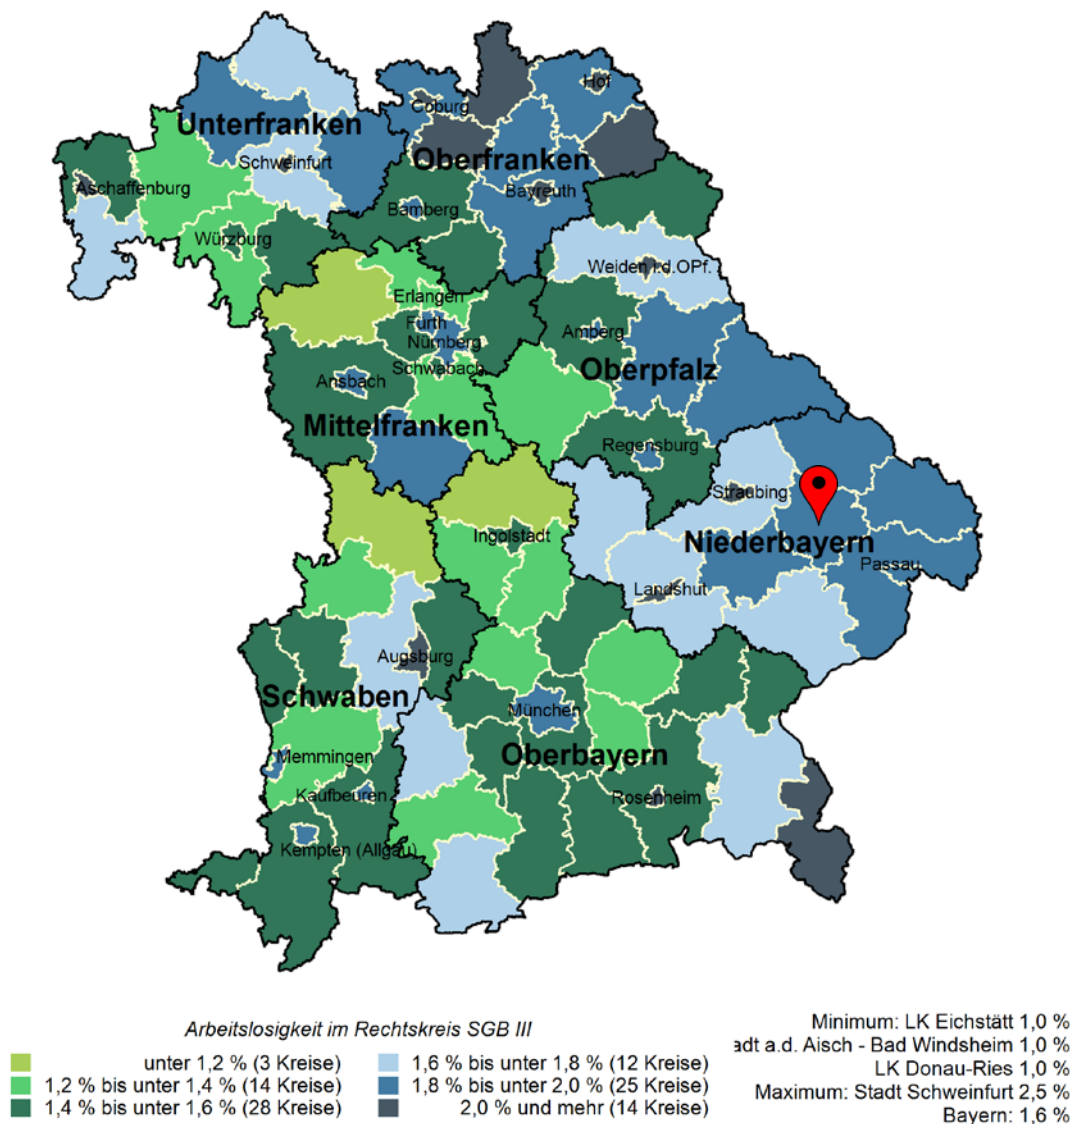 Hof
Coburg
Unterfranken
Oberfranken
Schweinfurt
Aschaffenburg
Bayreuth
Bamberg
Würzburg
Weiden i.d.OPf.
Erlangen
Fürth
Amberg
Nürnberg
Schwabach
Oberpfalz
Ansbach
Mittelfranken
Regensburg
Straubing
Ingolstadt
Niederbayern
Passau
Landshut
Augsburg
Schwaben
München
Oberbayern
Memmingen
Kaufbeuren
Rosenheim
Kempten (Allgäu)
Arbeitslosigkeit im Rechtskreis SGB III
unter 1,2 % (3 Kreise)
1,2 % bis unter 1,4 % (14 Kreise)
1,4 % bis unter 1,6 % (28 Kreise)
1,6 % bis unter 1,8 % (12 Kreise)
1,8 % bis unter 2,0 % (25 Kreise)
2,0 % und mehr (14 Kreise)
Minimum: LK Eichstätt 1,0 %
adt a.d. Aisch - Bad Windsheim 1,0 %
LK Donau-Ries 1,0 %
Maximum: Stadt Schweinfurt 2,5 %
Bayern: 1,6 %